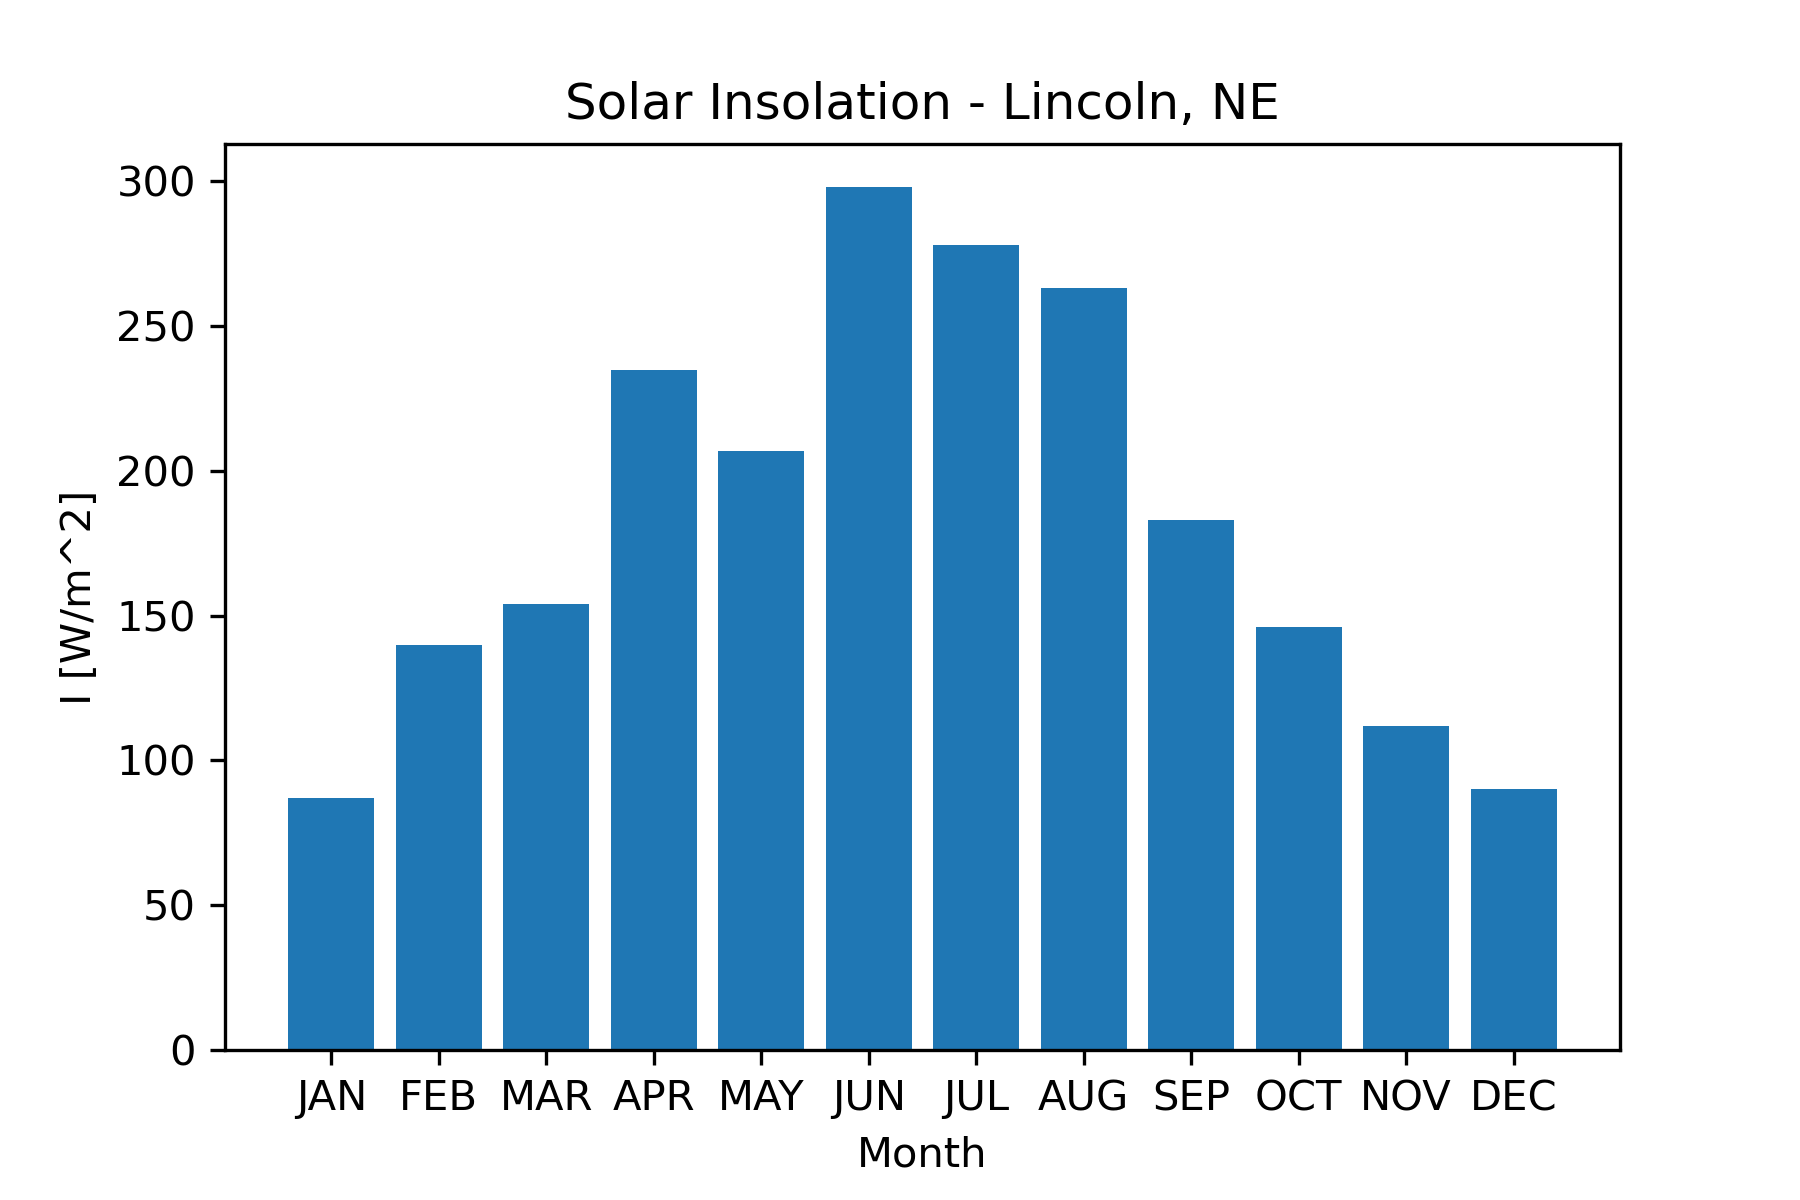 Solar Insolation - Lincoln, NE
300
250
200
150
100
50
0
I [W/m^2]
JAN FEB MAR APR MAY JUN JUL AUG SEP OCT NOV DEC
Month